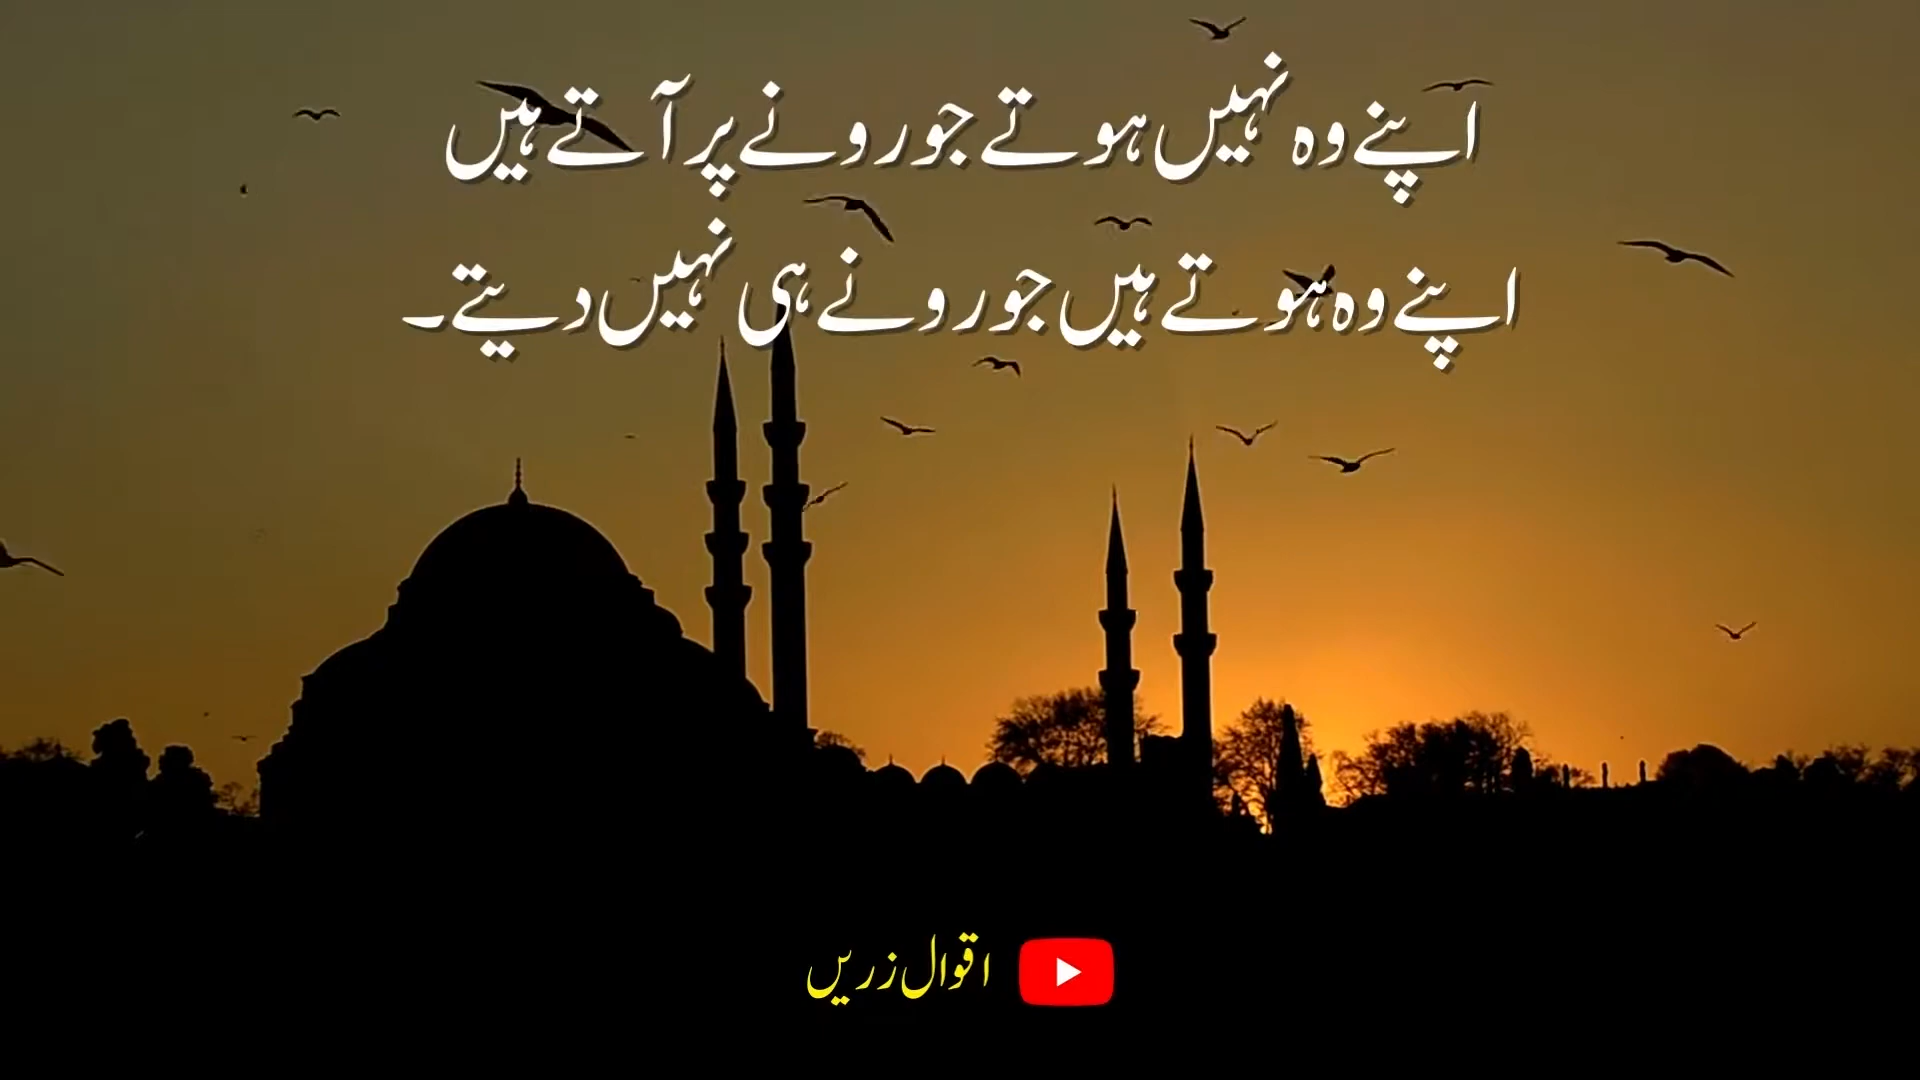 اپنے وہ نہیں ہوتے جو رونے پر آتے ہیں
اپنے وہ ہوتے ہیں جو رونے ہی نہیں دیتے۔
اقوال زریں